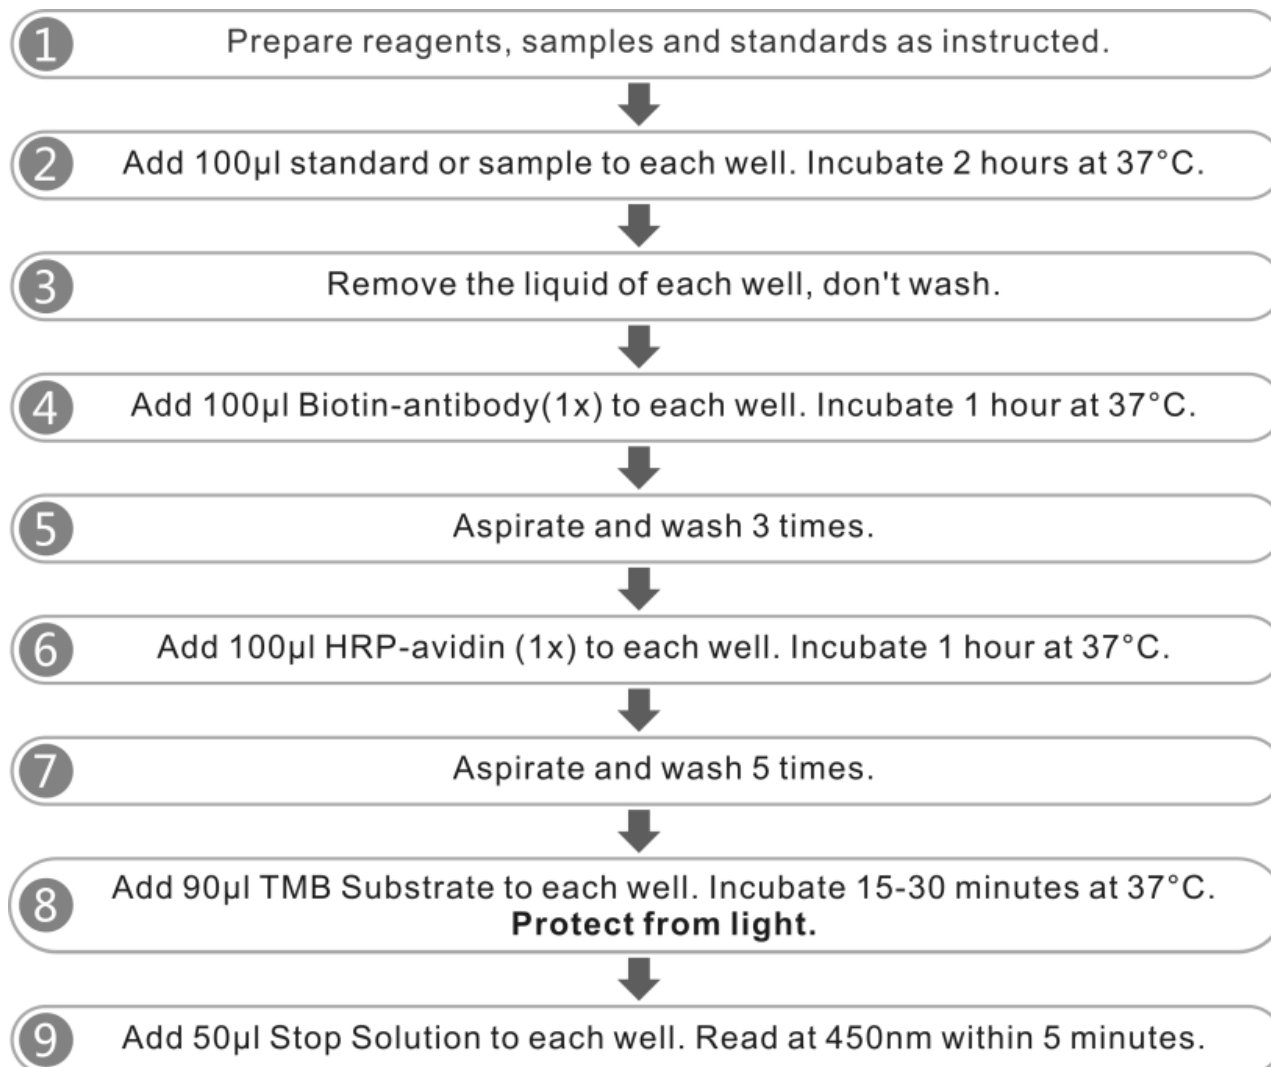 1 Prepare reagents, samples and standards as instructed.
2 Add 100µl standard or sample to each well. Incubate 2 hours at 37°C.
3 Remove the liquid of each well, don't wash.
4 Add 100µl Biotin-antibody(1x) to each well. Incubate 1 hour at 37°C.
5 Aspirate and wash 3 times.
6 Add 100µl HRP-avidin (1x) to each well. Incubate 1 hour at 37°C.
7 Aspirate and wash 5 times.
8 Add 90µl TMB Substrate to each well. Incubate 15-30 minutes at 37°C.
Protect from light.
9 Add 50µl Stop Solution to each well. Read at 450nm within 5 minutes.